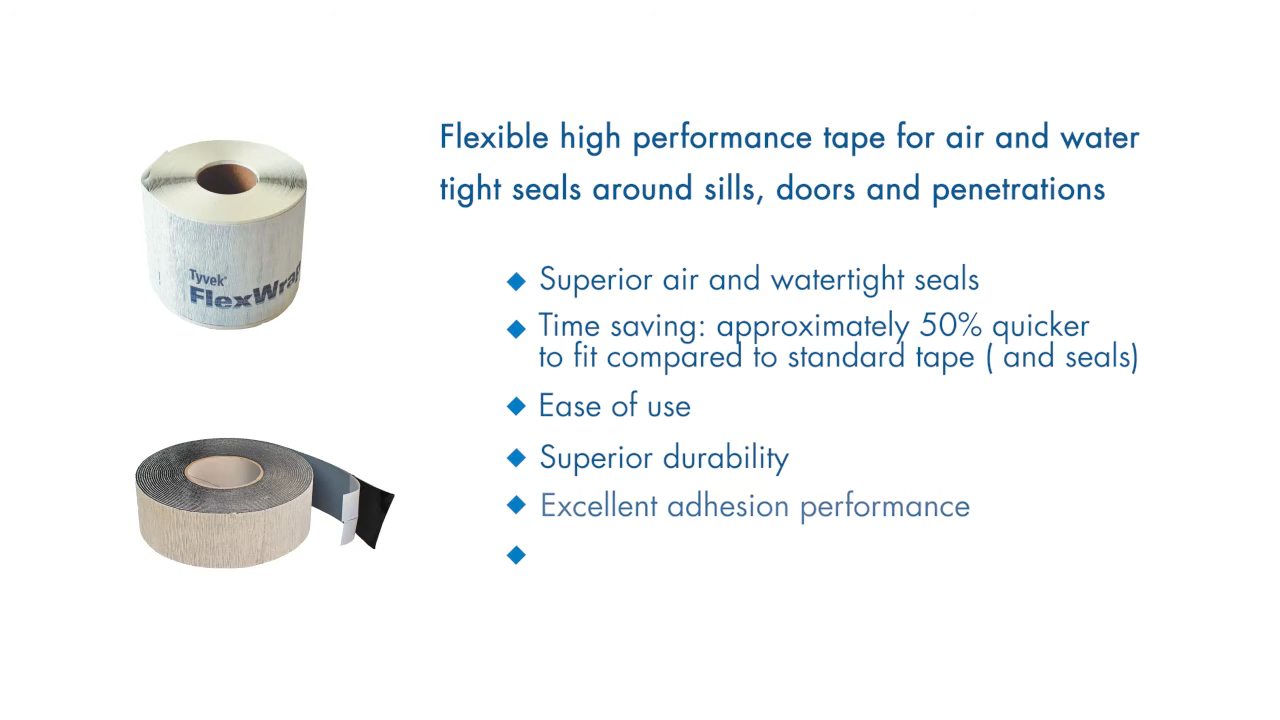 Flexible high performance tape for air and water
tight seals around sills, doors and penetrations
Tyvek®
FlexWrap
Superior air and watertight seals
Time saving: approximately 50% quicker
to fit compared to standard tape ( and seals)
Ease of use
Superior durability
Excellent adhesion performance